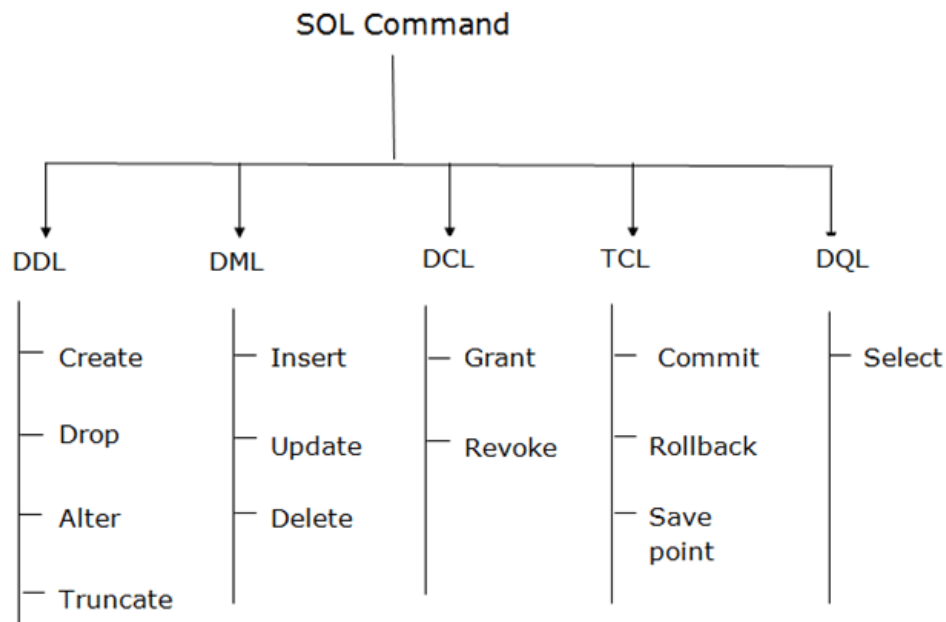 SOL Command
DDL
DML
DCL
TCL
DQL
Create
Drop
Alter
Truncate
Insert
Update
Delete
Grant
Revoke
Commit
Rollback
Save
point
Select